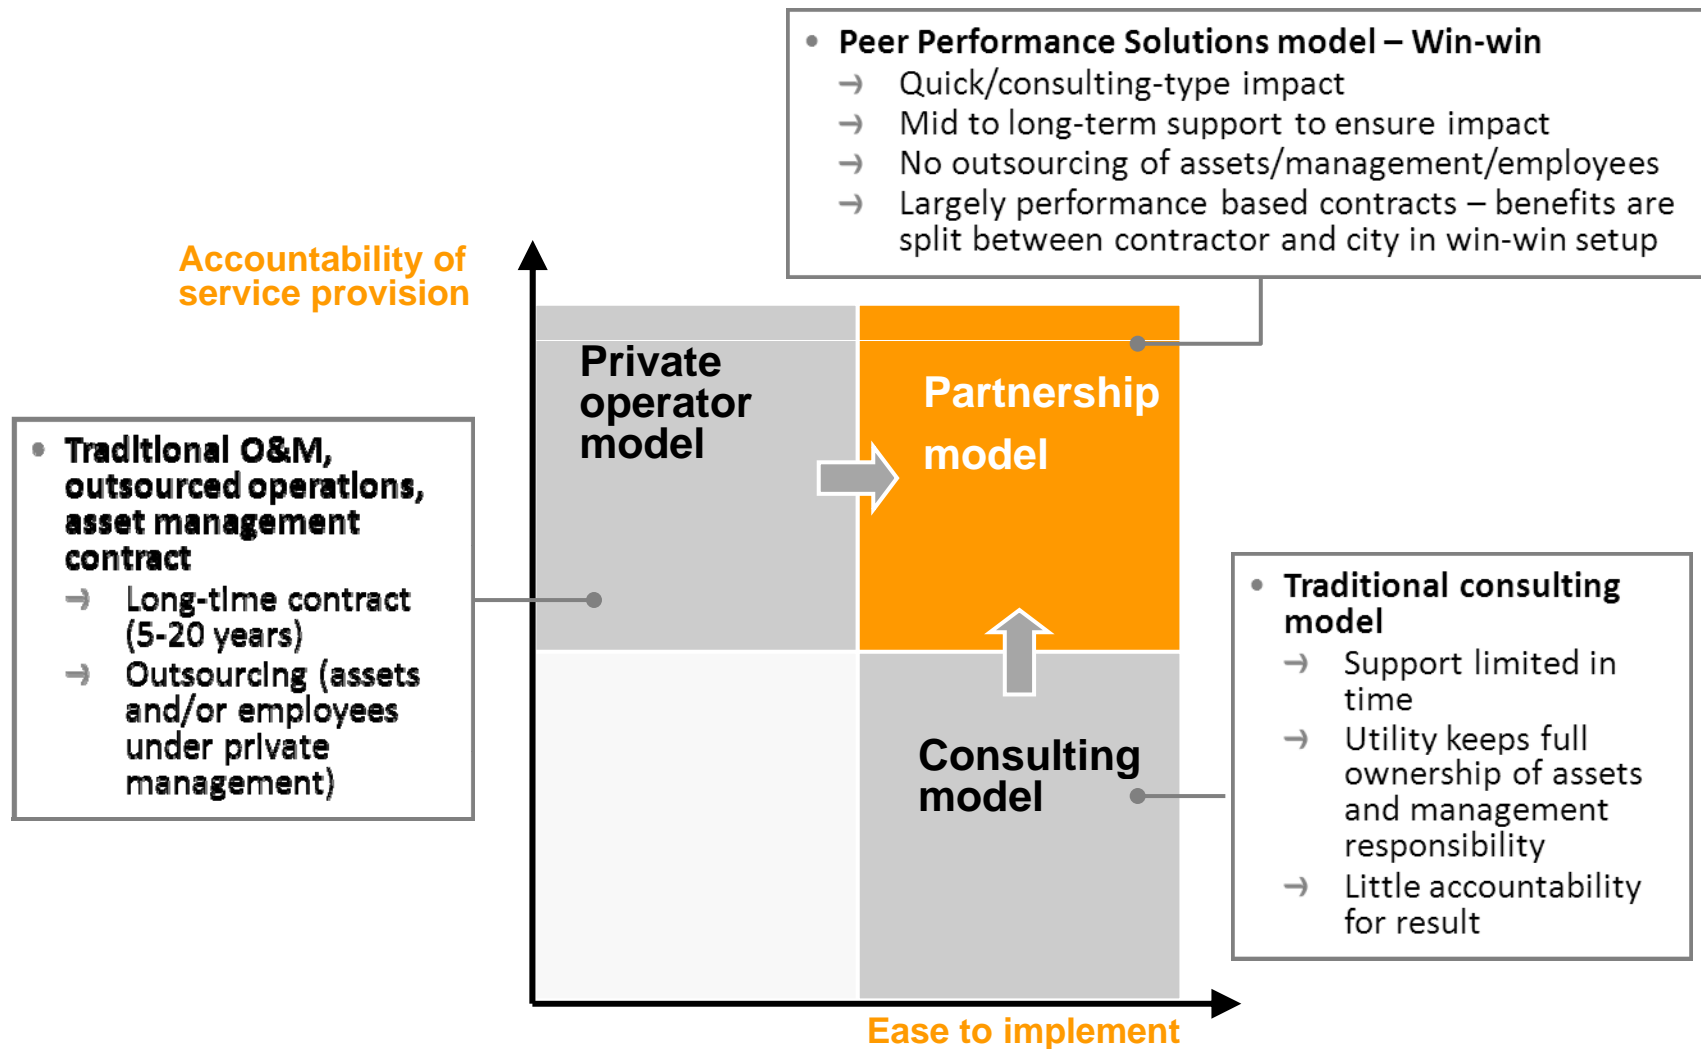 • Peer Performance Solutions model – Win-win
→ Quick/consulting-type impact
→ Mid to long-term support to ensure impact
→ No outsourcing of assets/management/employees
→ Largely performance based contracts – benefits are
split between contractor and city in win-win setup
Accountability of
service provision
Private
operator
model
Partnership
model
• Traditional O&M,
outsourced operations,
asset management
contract
→ Long-time contract
(5-20 years)
→ Outsourcing (assets
and/or employees
under private
management)
• Traditional consulting
model
→ Support limited in
time
→ Utility keeps full
ownership of assets
and management
responsibility
→ Little accountability
for result
Consulting
model
Ease to implement